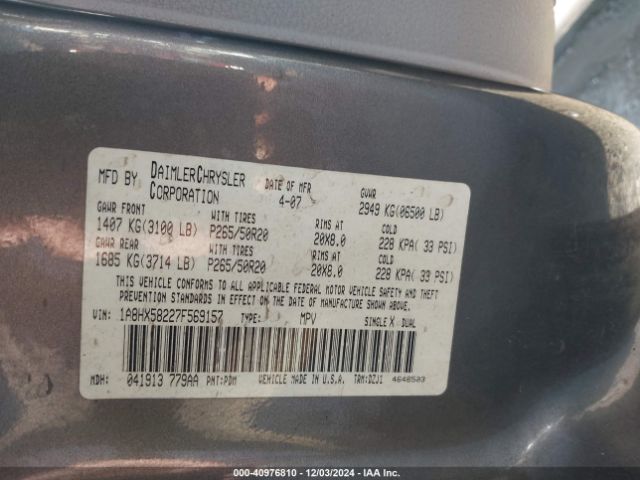 MFD BY DAIMLERCHRYSLER CORPORATION
DATE OF MFR 4-07
GVWR 2949 KG(06500 LB)
GAWR FRONT WITH TIRES RIMS AT COLD
1407 KG(3100 LB) P265/50R20 20X8.0 228 KPA( 33 PSI)
GAWR REAR WITH TIRES RIMS AT COLD
1685 KG(3714 LB) P265/50R20 20X8.0 228 KPA( 33 PSI)
THIS VEHICLE CONFORMS TO ALL APPLICABLE FEDERAL MOTOR VEHICLE SAFETY AND THEFT
PREVENTION STANDARDS IN EFFECT ON THE DATE OF MANUFACTURE SHOWN ABOVE.
VIN: 1A8HX58227F569157 TYPE: MPV SINGLE X DUAL
MDH: 041913 779AA PNT:PDM VEHICLE MADE IN U.S.A. TRM:DZJ1 4648503
000-40976810 - 12/03/2024 - IAA Inc.